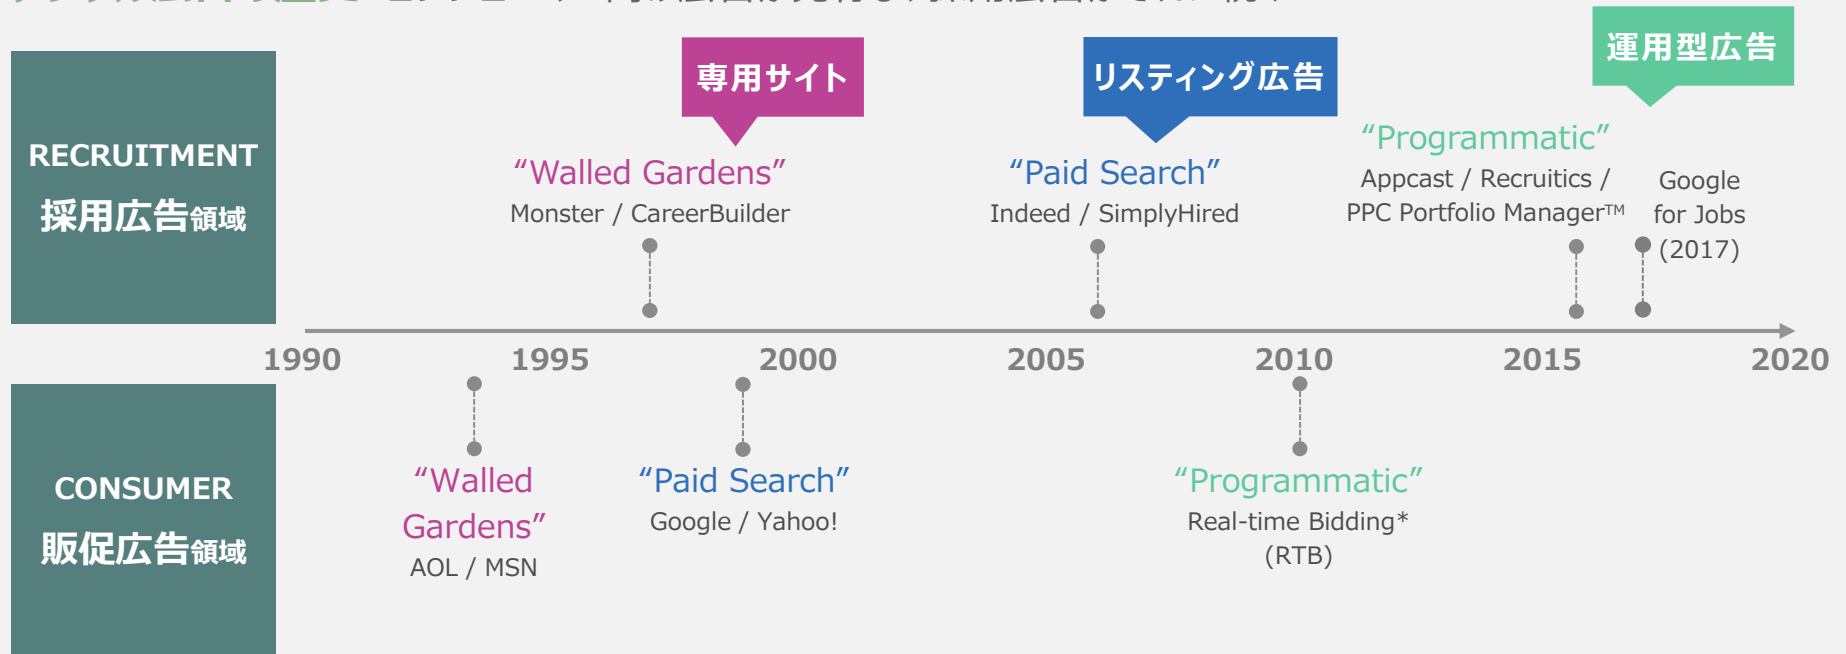 専用サイト
リスティング広告
運用型広告
RECRUITMENT
採用広告領域
“Walled Gardens”
Monster / CareerBuilder
“Paid Search”
Indeed / SimplyHired
“Programmatic”
Appcast / Recruitics /
PPC Portfolio Manager™
Google
for Jobs
(2017)
1990 1995 2000 2005 2010 2015 2020
CONSUMER
販促広告領域
“Walled
Gardens”
AOL / MSN
“Paid Search”
Google / Yahoo!
“Programmatic”
Real-time Bidding*
(RTB)